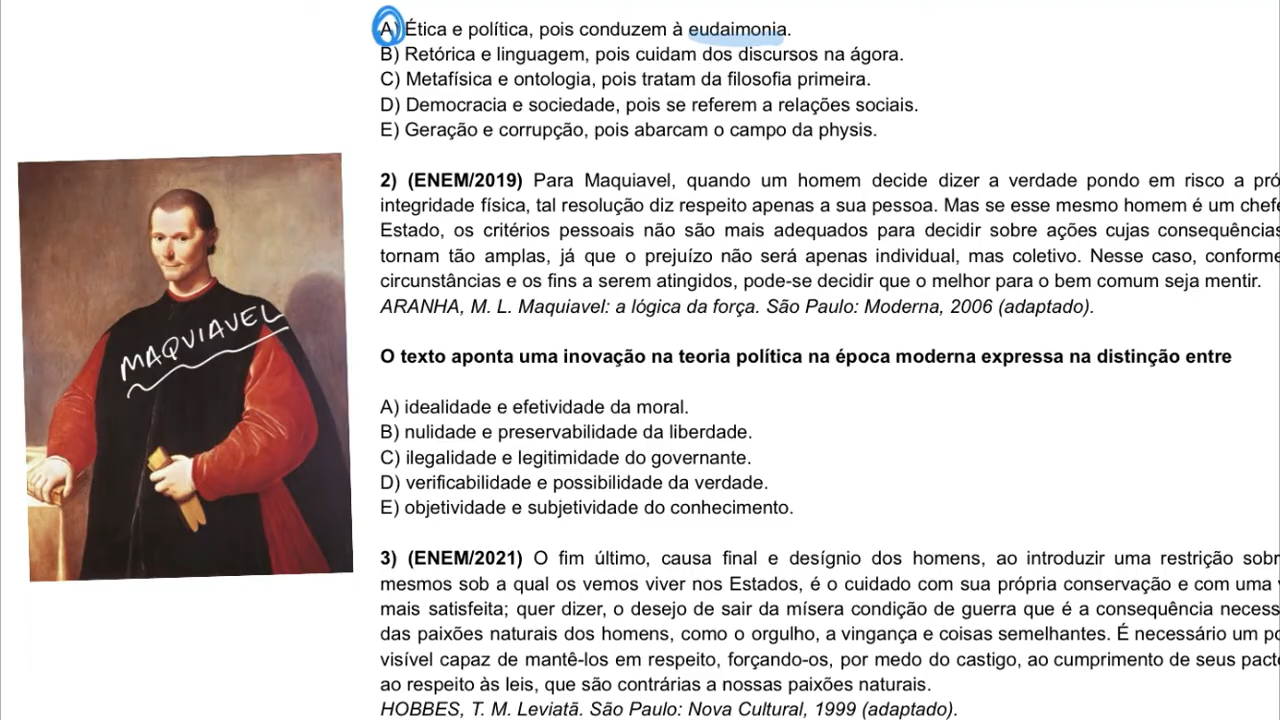 A) Ética e política, pois conduzem à eudaimonia.
B) Retórica e linguagem, pois cuidam dos discursos na ágora.
C) Metafísica e ontologia, pois tratam da filosofia primeira.
D) Democracia e sociedade, pois se referem a relações sociais.
E) Geração e corrupção, pois abarcam o campo da physis.
2) (ENEM/2019) Para Maquiavel, quando um homem decide dizer a verdade pondo em risco a pró
integridade física, tal resolução diz respeito apenas a sua pessoa. Mas se esse mesmo homem é um chefe
Estado, os critérios pessoais não são mais adequados para decidir sobre ações cujas consequências
tornam tão amplas, já que o prejuízo não será apenas individual, mas coletivo. Nesse caso, conforme
circunstâncias e os fins a serem atingidos, pode-se decidir que o melhor para o bem comum seja mentir.
ARANHA, M. L. Maquiavel: a lógica da força. São Paulo: Moderna, 2006 (adaptado).
MAQUIAVEL
O texto aponta uma inovação na teoria política na época moderna expressa na distinção entre
A) idealidade e efetividade da moral.
B) nulidade e preservabilidade da liberdade.
C) ilegalidade e legitimidade do governante.
D) verificabilidade e possibilidade da verdade.
E) objetividade e subjetividade do conhecimento.
3) (ENEM/2021) O fim último, causa final e desígnio dos homens, ao introduzir uma restrição sobr
mesmos sob a qual os vemos viver nos Estados, é o cuidado com sua própria conservação e com uma
mais satisfeita; quer dizer, o desejo de sair da mísera condição de guerra que é a consequência necess
das paixões naturais dos homens, como o orgulho, a vingança e coisas semelhantes. É necessário um po
visível capaz de mantê-los em respeito, forçando-os, por medo do castigo, ao cumprimento de seus pact
ao respeito às leis, que são contrárias a nossas paixões naturais.
HOBBES, T. M. Leviatã. São Paulo: Nova Cultural, 1999 (adaptado).